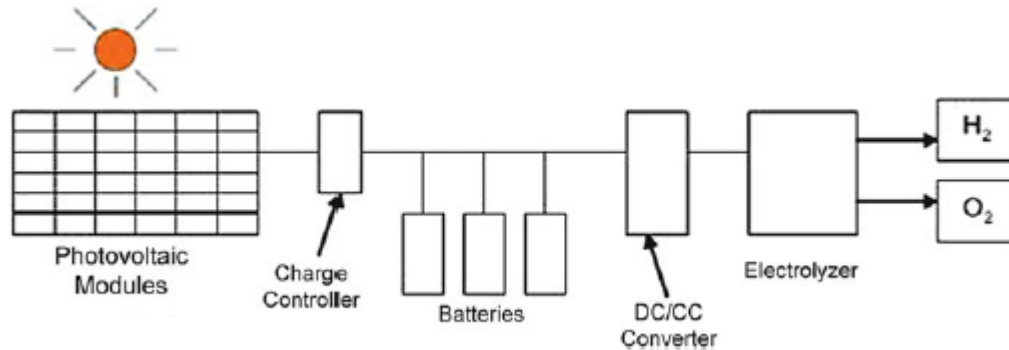 Photovoltaic
Modules
Charge
Controller
Batteries
DC/CC
Converter
Electrolyzer
H₂
O₂